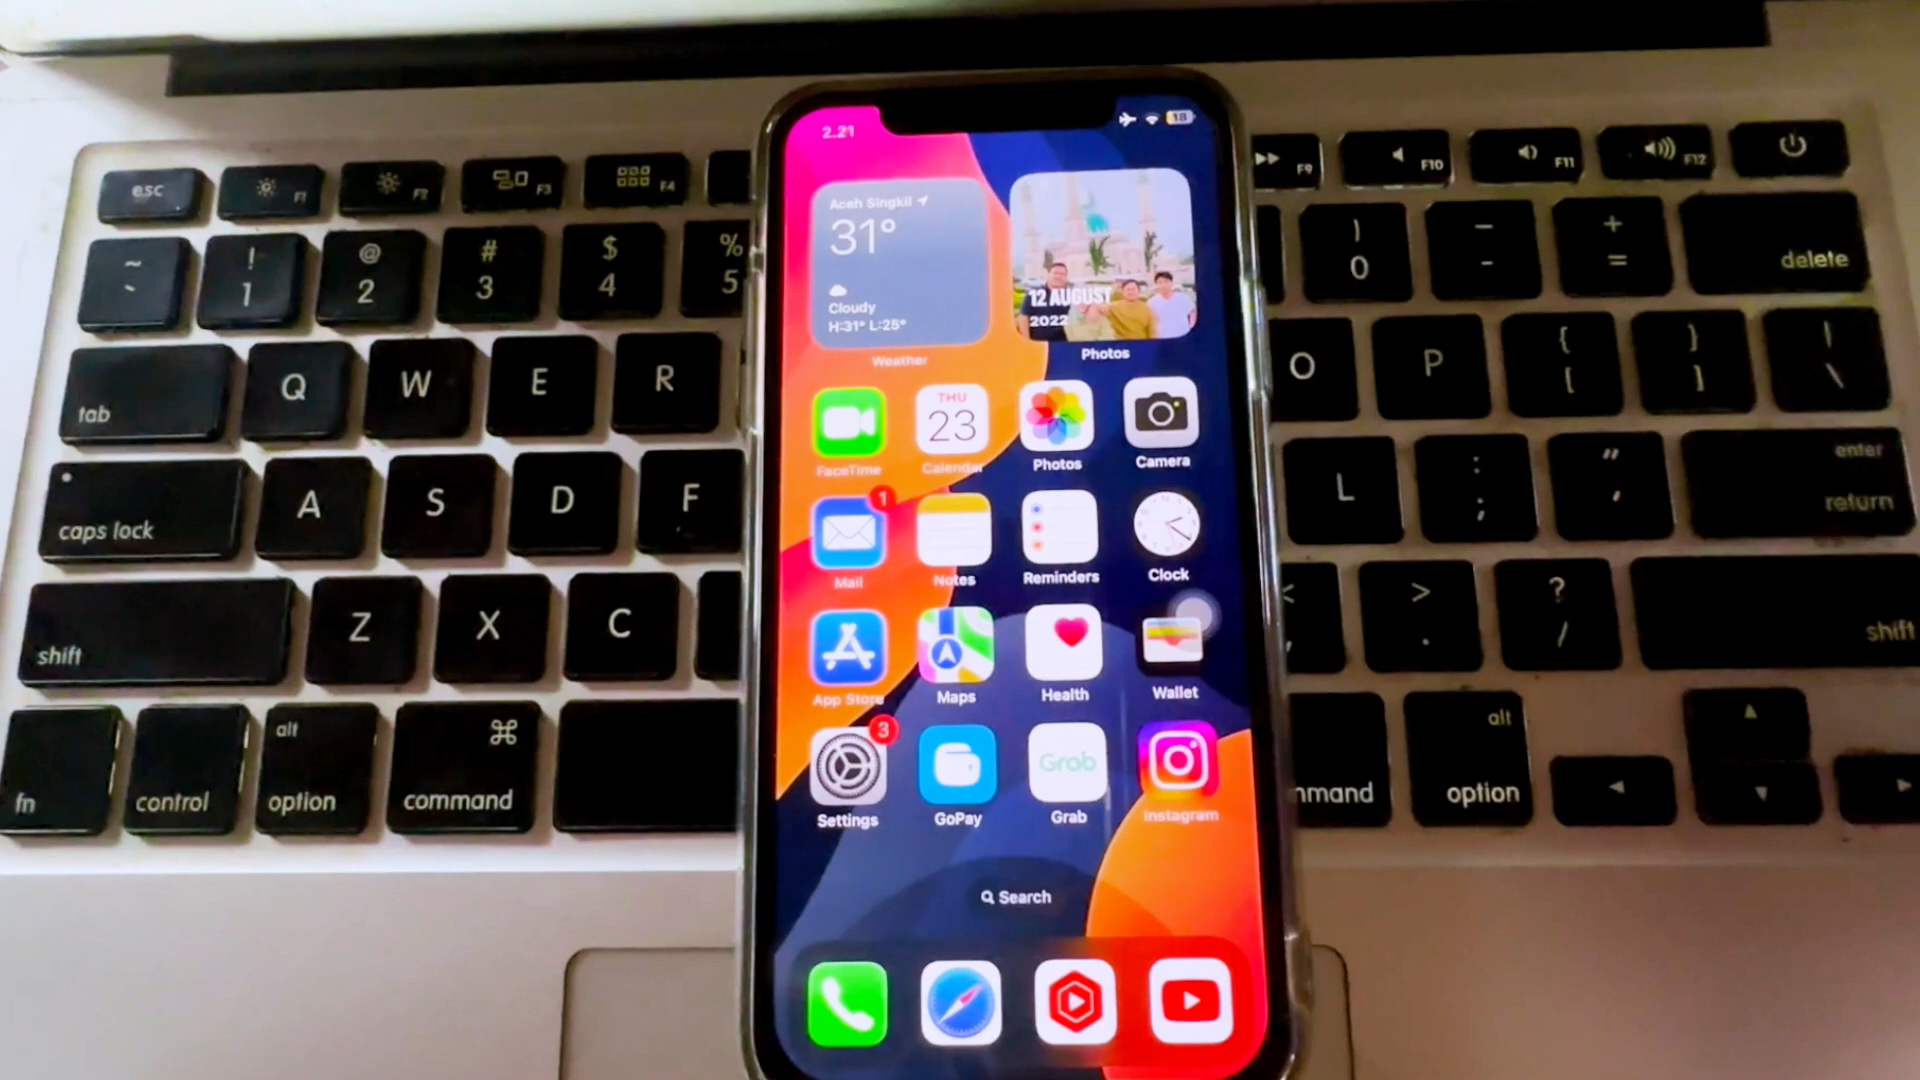 2.21
18
Aceh Singkil
31°
Cloudy
H:31° L:25°
Weather
12 AUGUST
2022
Photos
THU
23
FaceTime
Calendar
Photos
Camera
1
Mail
Notes
Reminders
Clock
App Store
Maps
Health
Wallet
3
Grab
Settings
GoPay
Grab
Instagram
Search
esc
F1
F2
F3
F4
F9
F10
F11
F12
~
`
!
1
@
2
#
3
$
4
%
5
)
0
–
-
+
=
delete
tab
Q
W
E
R
O
P
{
[
}
]
|
\
caps lock
A
S
D
F
L
:
;
"
'
enter
return
shift
Z
X
C
<
,
>
.
?
/
shift
fn
control
alt
option
⌘
command
mmand
alt
option